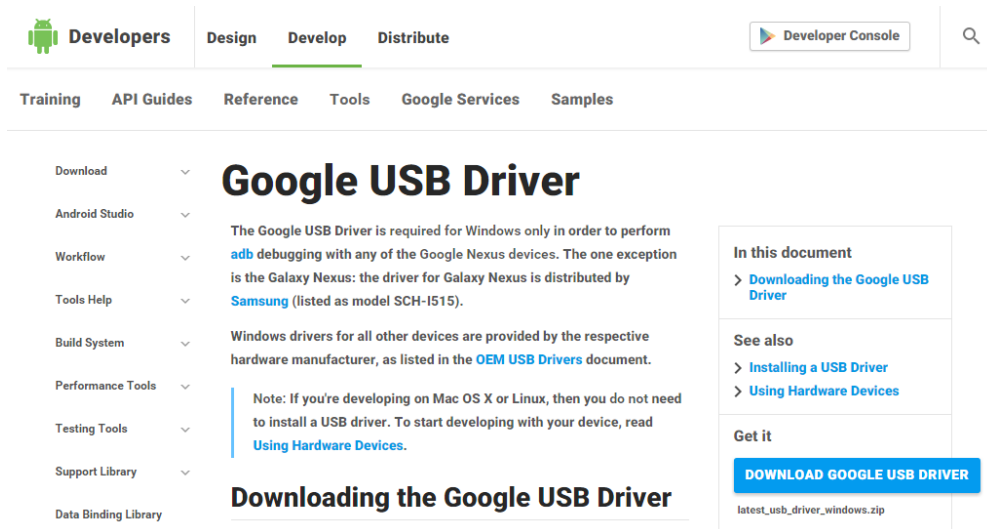 Developers
Design Develop Distribute
Developer Console
Training API Guides Reference Tools Google Services Samples
Download
Android Studio
Workflow
Tools Help
Build System
Performance Tools
Testing Tools
Support Library
Data Binding Library
Google USB Driver
The Google USB Driver is required for Windows only in order to perform
adb debugging with any of the Google Nexus devices. The one exception
is the Galaxy Nexus: the driver for Galaxy Nexus is distributed by
Samsung (listed as model SCH-I515).
Windows drivers for all other devices are provided by the respective
hardware manufacturer, as listed in the OEM USB Drivers document.
Note: If you're developing on Mac OS X or Linux, then you do not need
to install a USB driver. To start developing with your device, read
Using Hardware Devices.
Downloading the Google USB Driver
In this document
Downloading the Google USB
Driver
See also
Installing a USB Driver
Using Hardware Devices
Get it
DOWNLOAD GOOGLE USB DRIVER
latest_usb_driver_windows.zip